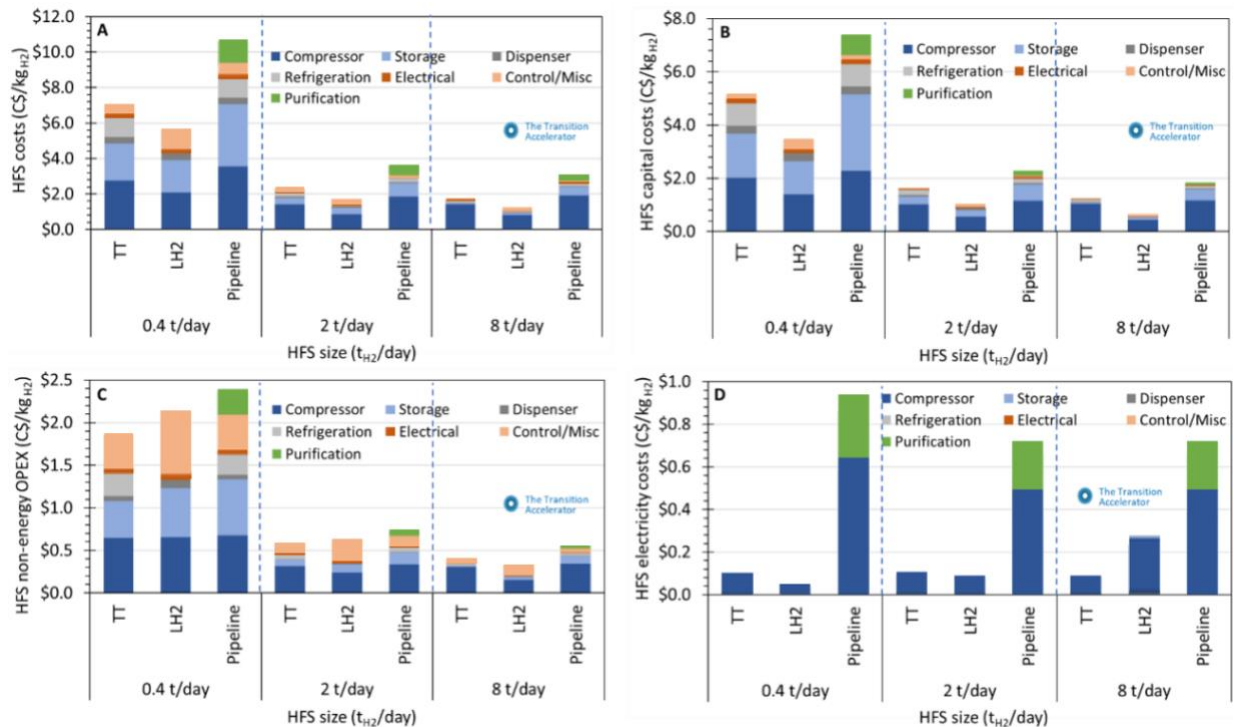 A
HFS costs (C$/kgH2)
$12.0
$10.0
$8.0
$6.0
$4.0
$2.0
$0.0
Compressor Storage Dispenser
Refrigeration Electrical Control/Misc
Purification
The Transition
Accelerator
TT LH2 Pipeline TT LH2 Pipeline TT LH2 Pipeline
0.4 t/day 2 t/day 8 t/day
HFS size (tH2/day)
B
HFS capital costs (C$/kgH2)
$8.0
$6.0
$4.0
$2.0
$0.0
Compressor Storage Dispenser
Refrigeration Electrical Control/Misc
Purification
The Transition
Accelerator
TT LH2 Pipeline TT LH2 Pipeline TT LH2 Pipeline
0.4 t/day 2 t/day 8 t/day
HFS size (tH2/day)
C
HFS non-energy OPEX (C$/kgH2)
$2.5
$2.0
$1.5
$1.0
$0.5
$0.0
Compressor Storage Dispenser
Refrigeration Electrical Control/Misc
Purification
The Transition
Accelerator
TT LH2 Pipeline TT LH2 Pipeline TT LH2 Pipeline
0.4 t/day 2 t/day 8 t/day
HFS size (tH2/day)
D
HFS electricity costs (C$/kgH2)
$1.0
$0.8
$0.6
$0.4
$0.2
$0.0
Compressor Storage Dispenser
Refrigeration Electrical Control/Misc
Purification
The Transition
Accelerator
TT LH2 Pipeline TT LH2 Pipeline TT LH2 Pipeline
0.4 t/day 2 t/day 8 t/day
HFS size (tH2/day)